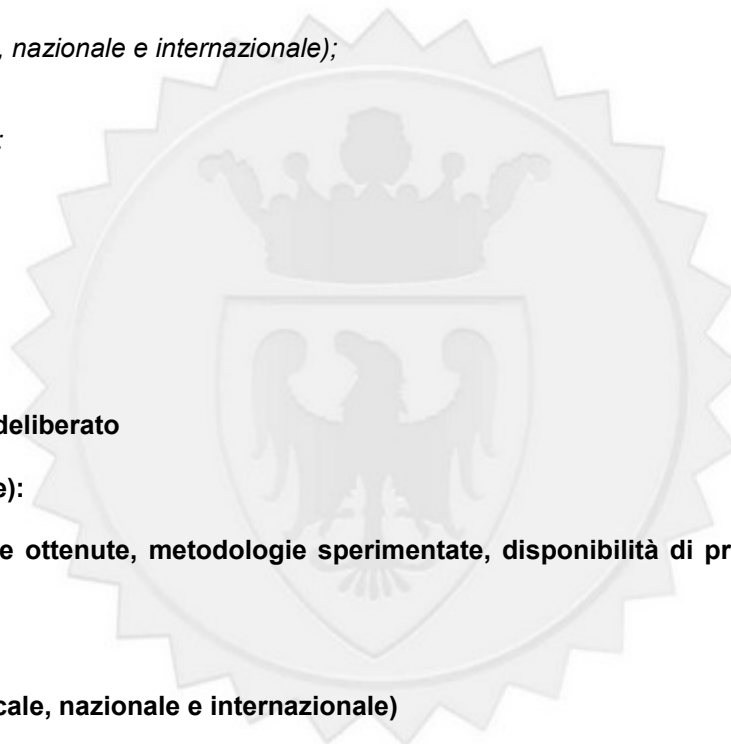 , nazionale e internazionale);
:
deliberato
e):
e ottenute, metodologie sperimentate, disponibilità di pr
cale, nazionale e internazionale)